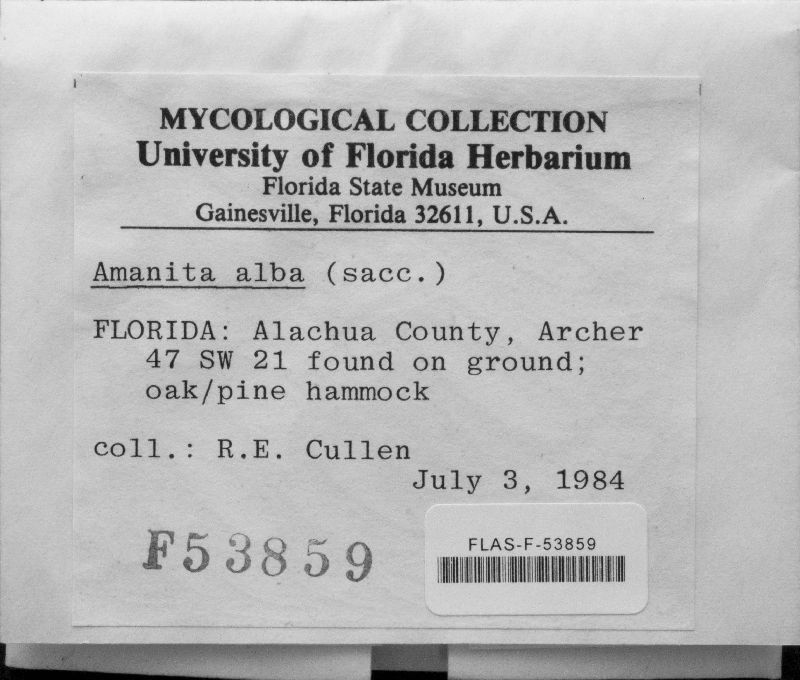 MYCOLOGICAL COLLECTION
University of Florida Herbarium
Florida State Museum
Gainesville, Florida 32611, U.S.A.
Amanita alba (sacc.)
FLORIDA: Alachua County, Archer
47 SW 21 found on ground;
oak/pine hammock
coll.: R.E. Cullen
July 3, 1984
F53859
FLAS-F-53859